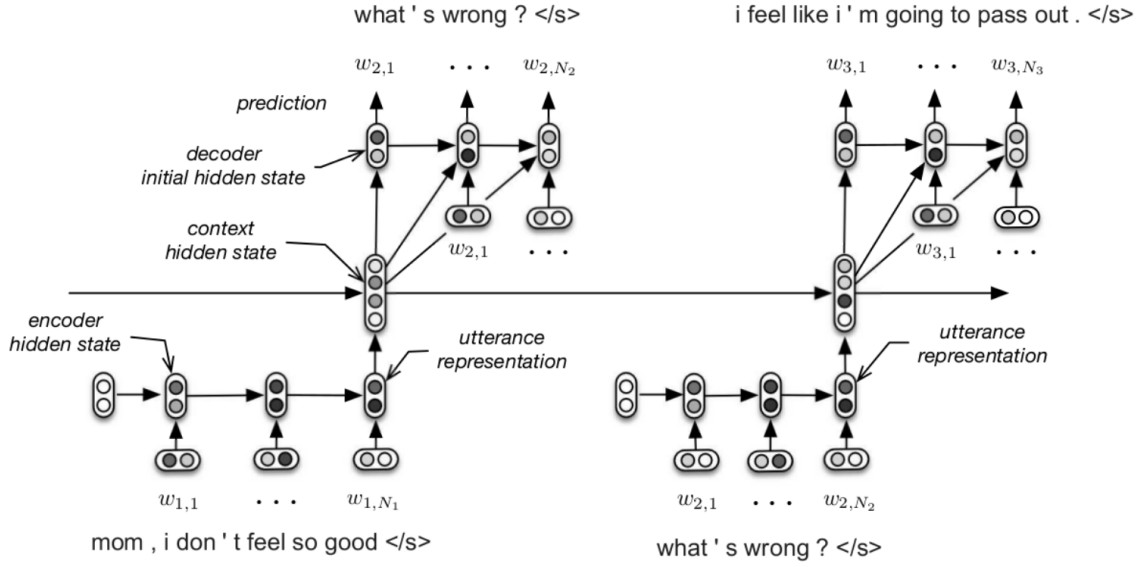 what ' s wrong ? </s>
i feel like i ' m going to pass out . </s>
w2,1 · · · w2,N2
w3,1 · · · w3,N3
prediction
decoder
initial hidden state
context
hidden state
w2,1 · · ·
w3,1 · · ·
encoder
hidden state
utterance
representation
utterance
representation
w1,1 · · · w1,N1
w2,1 · · · w2,N2
mom , i don ' t feel so good </s>
what ' s wrong ? </s>